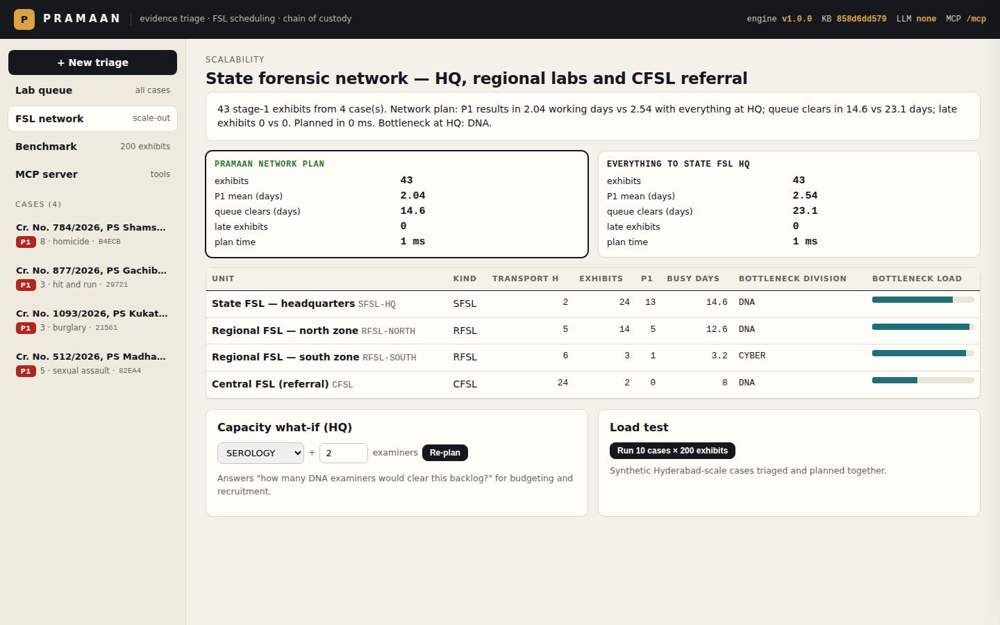 P PRAMAAN evidence triage · FSL scheduling · chain of custody engine v1.0.0 KB 858d6dd579 LLM none MCP /mcp
+ New triage
Lab queue all cases
FSL network scale-out
Benchmark 200 exhibits
MCP server tools
CASES (4)
Cr. No. 784/2026, PS Shams…
P1 8 · homicide · B4ECB
Cr. No. 877/2026, PS Gachib…
P1 3 · hit and run · 29721
Cr. No. 1093/2026, PS Kukat…
P1 3 · burglary · 21561
Cr. No. 512/2026, PS Madha…
P1 5 · sexual assault · 82EA4
SCALABILITY
State forensic network — HQ, regional labs and CFSL referral
43 stage-1 exhibits from 4 case(s). Network plan: P1 results in 2.04 working days vs 2.54 with everything at HQ; queue clears in 14.6 vs 23.1 days; late
exhibits 0 vs 0. Planned in 0 ms. Bottleneck at HQ: DNA.
PRAMAAN NETWORK PLAN
exhibits 43
P1 mean (days) 2.04
queue clears (days) 14.6
late exhibits 0
plan time 1 ms
EVERYTHING TO STATE FSL HQ
exhibits 43
P1 mean (days) 2.54
queue clears (days) 23.1
late exhibits 0
plan time 1 ms
UNIT KIND TRANSPORT H EXHIBITS P1 BUSY DAYS BOTTLENECK DIVISION BOTTLENECK LOAD
State FSL — headquarters SFSL-HQ SFSL 2 24 13 14.6 DNA
Regional FSL — north zone RFSL-NORTH RFSL 5 14 5 12.6 DNA
Regional FSL — south zone RFSL-SOUTH RFSL 6 3 1 3.2 CYBER
Central FSL (referral) CFSL CFSL 24 2 0 8 DNA
Capacity what-if (HQ)
SEROLOGY + 2 examiners Re-plan
Answers "how many DNA examiners would clear this backlog?" for budgeting and
recruitment.
Load test
Run 10 cases × 200 exhibits
Synthetic Hyderabad-scale cases triaged and planned together.